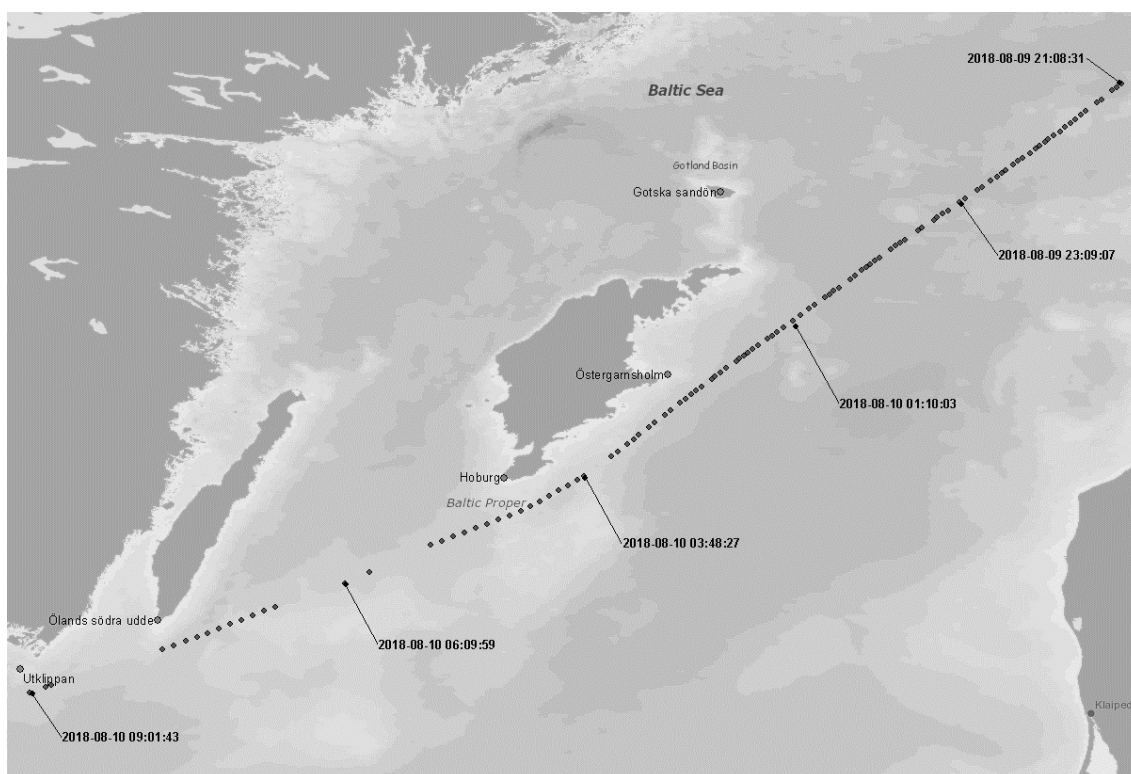 2018-08-09 21:08:31
Baltic Sea
Gotland Basin
Gotska sandön
2018-08-09 23:09:07
Östergarnsholm
2018-08-10 01:10:03
Hoburg
Baltic Proper
2018-08-10 03:48:27
Ölands södra udde
2018-08-10 06:09:59
Utklippan
Klaiped
2018-08-10 09:01:43